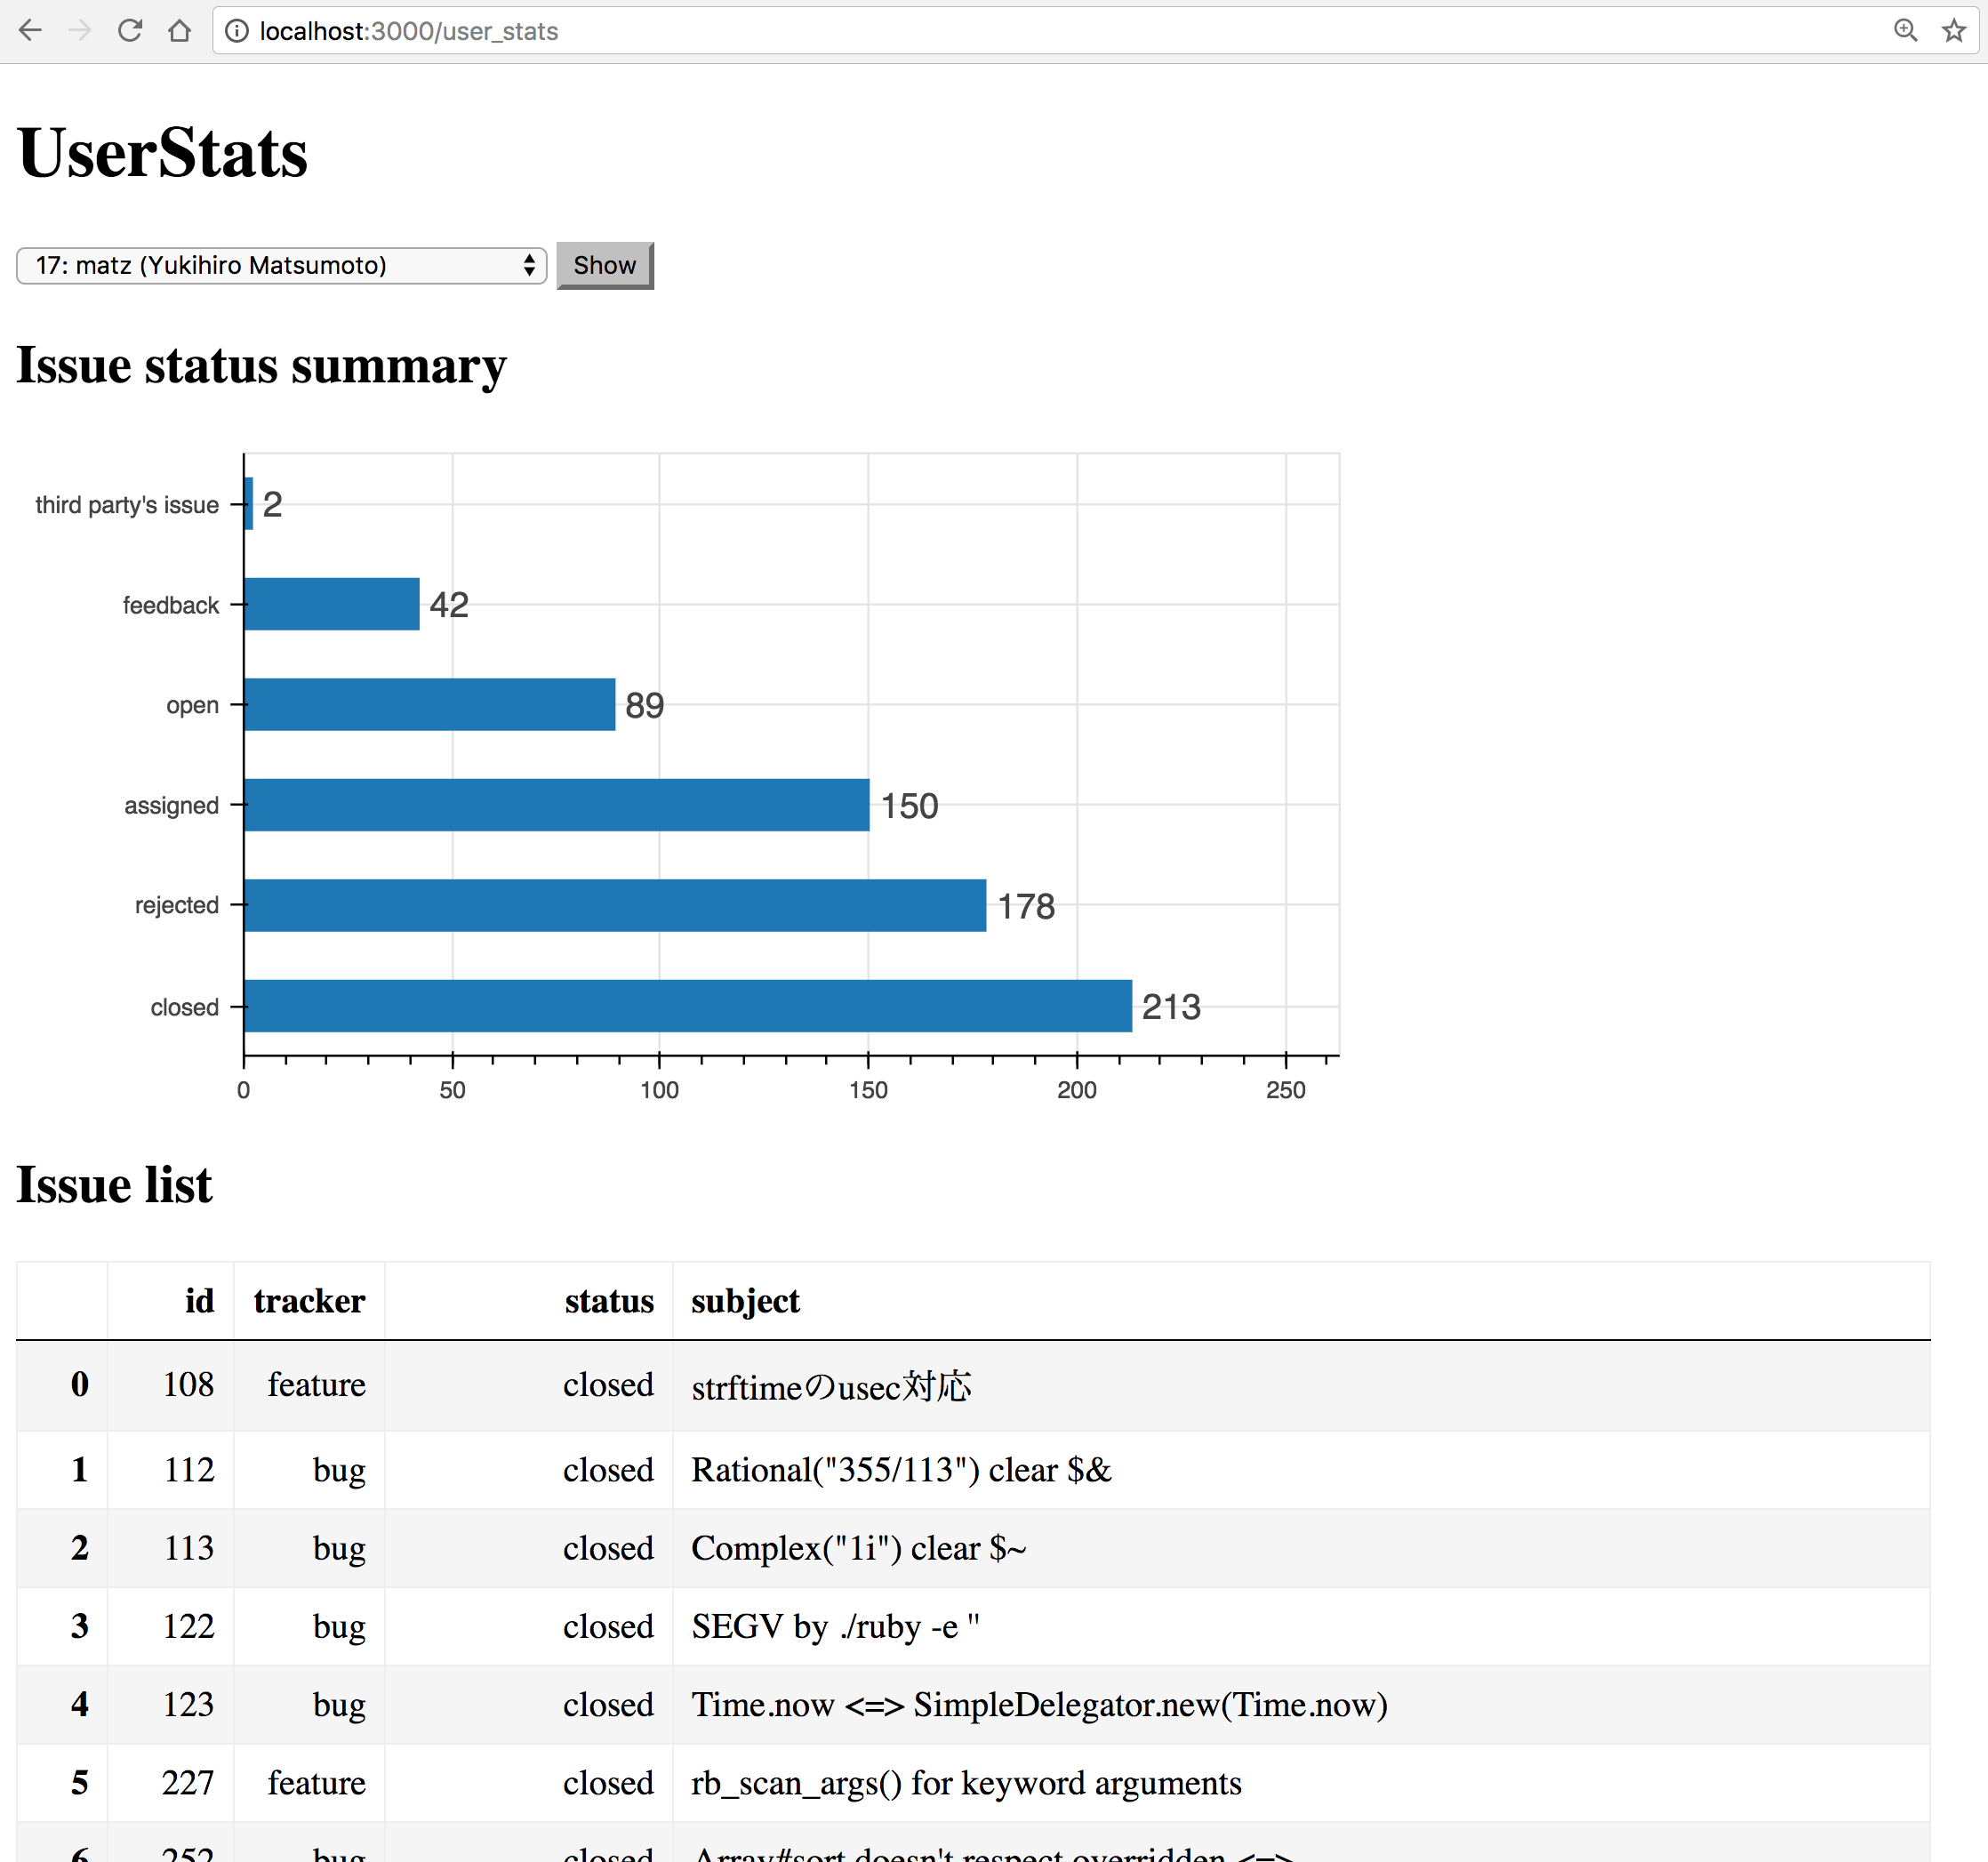 localhost:3000/user_stats
UserStats
17: matz (Yukihiro Matsumoto) Show
Issue status summary
third party's issue 2
feedback 42
open 89
assigned 150
rejected 178
closed 213
0 50 100 150 200 250
Issue list
id tracker status subject
0 108 feature closed strftimeのusec対応
1 112 bug closed Rational("355/113") clear $&
2 113 bug closed Complex("1i") clear $~
3 122 bug closed SEGV by ./ruby -e ''
4 123 bug closed Time.now <=> SimpleDelegator.new(Time.now)
5 227 feature closed rb_scan_args() for keyword arguments
6 252 bug closed Array#sort doesn't respect overridden <=>